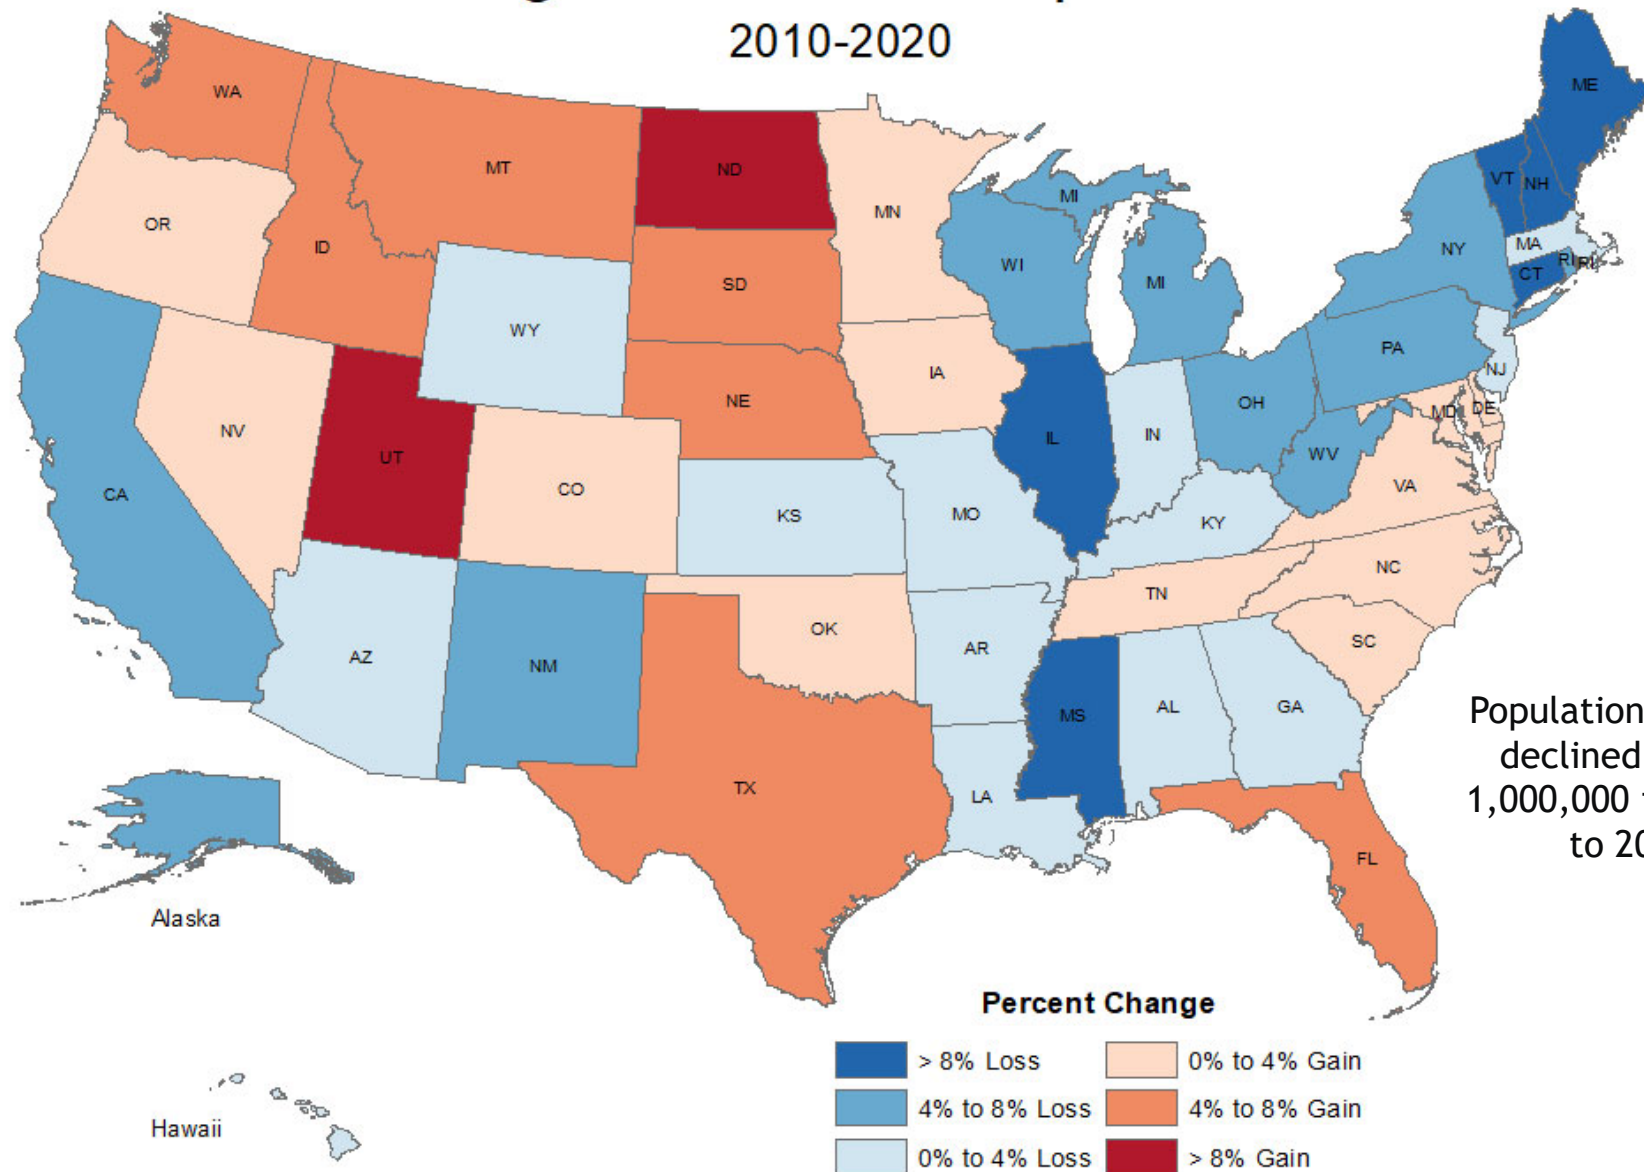 2010-2020
WA
MT
ND
MN
ME
OR
ID
SD
WY
WI
MI
MI
VT
NH
NY
MA
CT
RI
RI
NV
UT
CO
NE
IA
IL
IN
OH
PA
NJ
MD
DE
WV
VA
CA
KS
MO
KY
AZ
NM
OK
AR
TN
NC
SC
TX
LA
MS
AL
GA
FL
Population
declined
1,000,000
to 20
Alaska
Hawaii
Percent Change
> 8% Loss
0% to 4% Gain
4% to 8% Loss
4% to 8% Gain
0% to 4% Loss
> 8% Gain